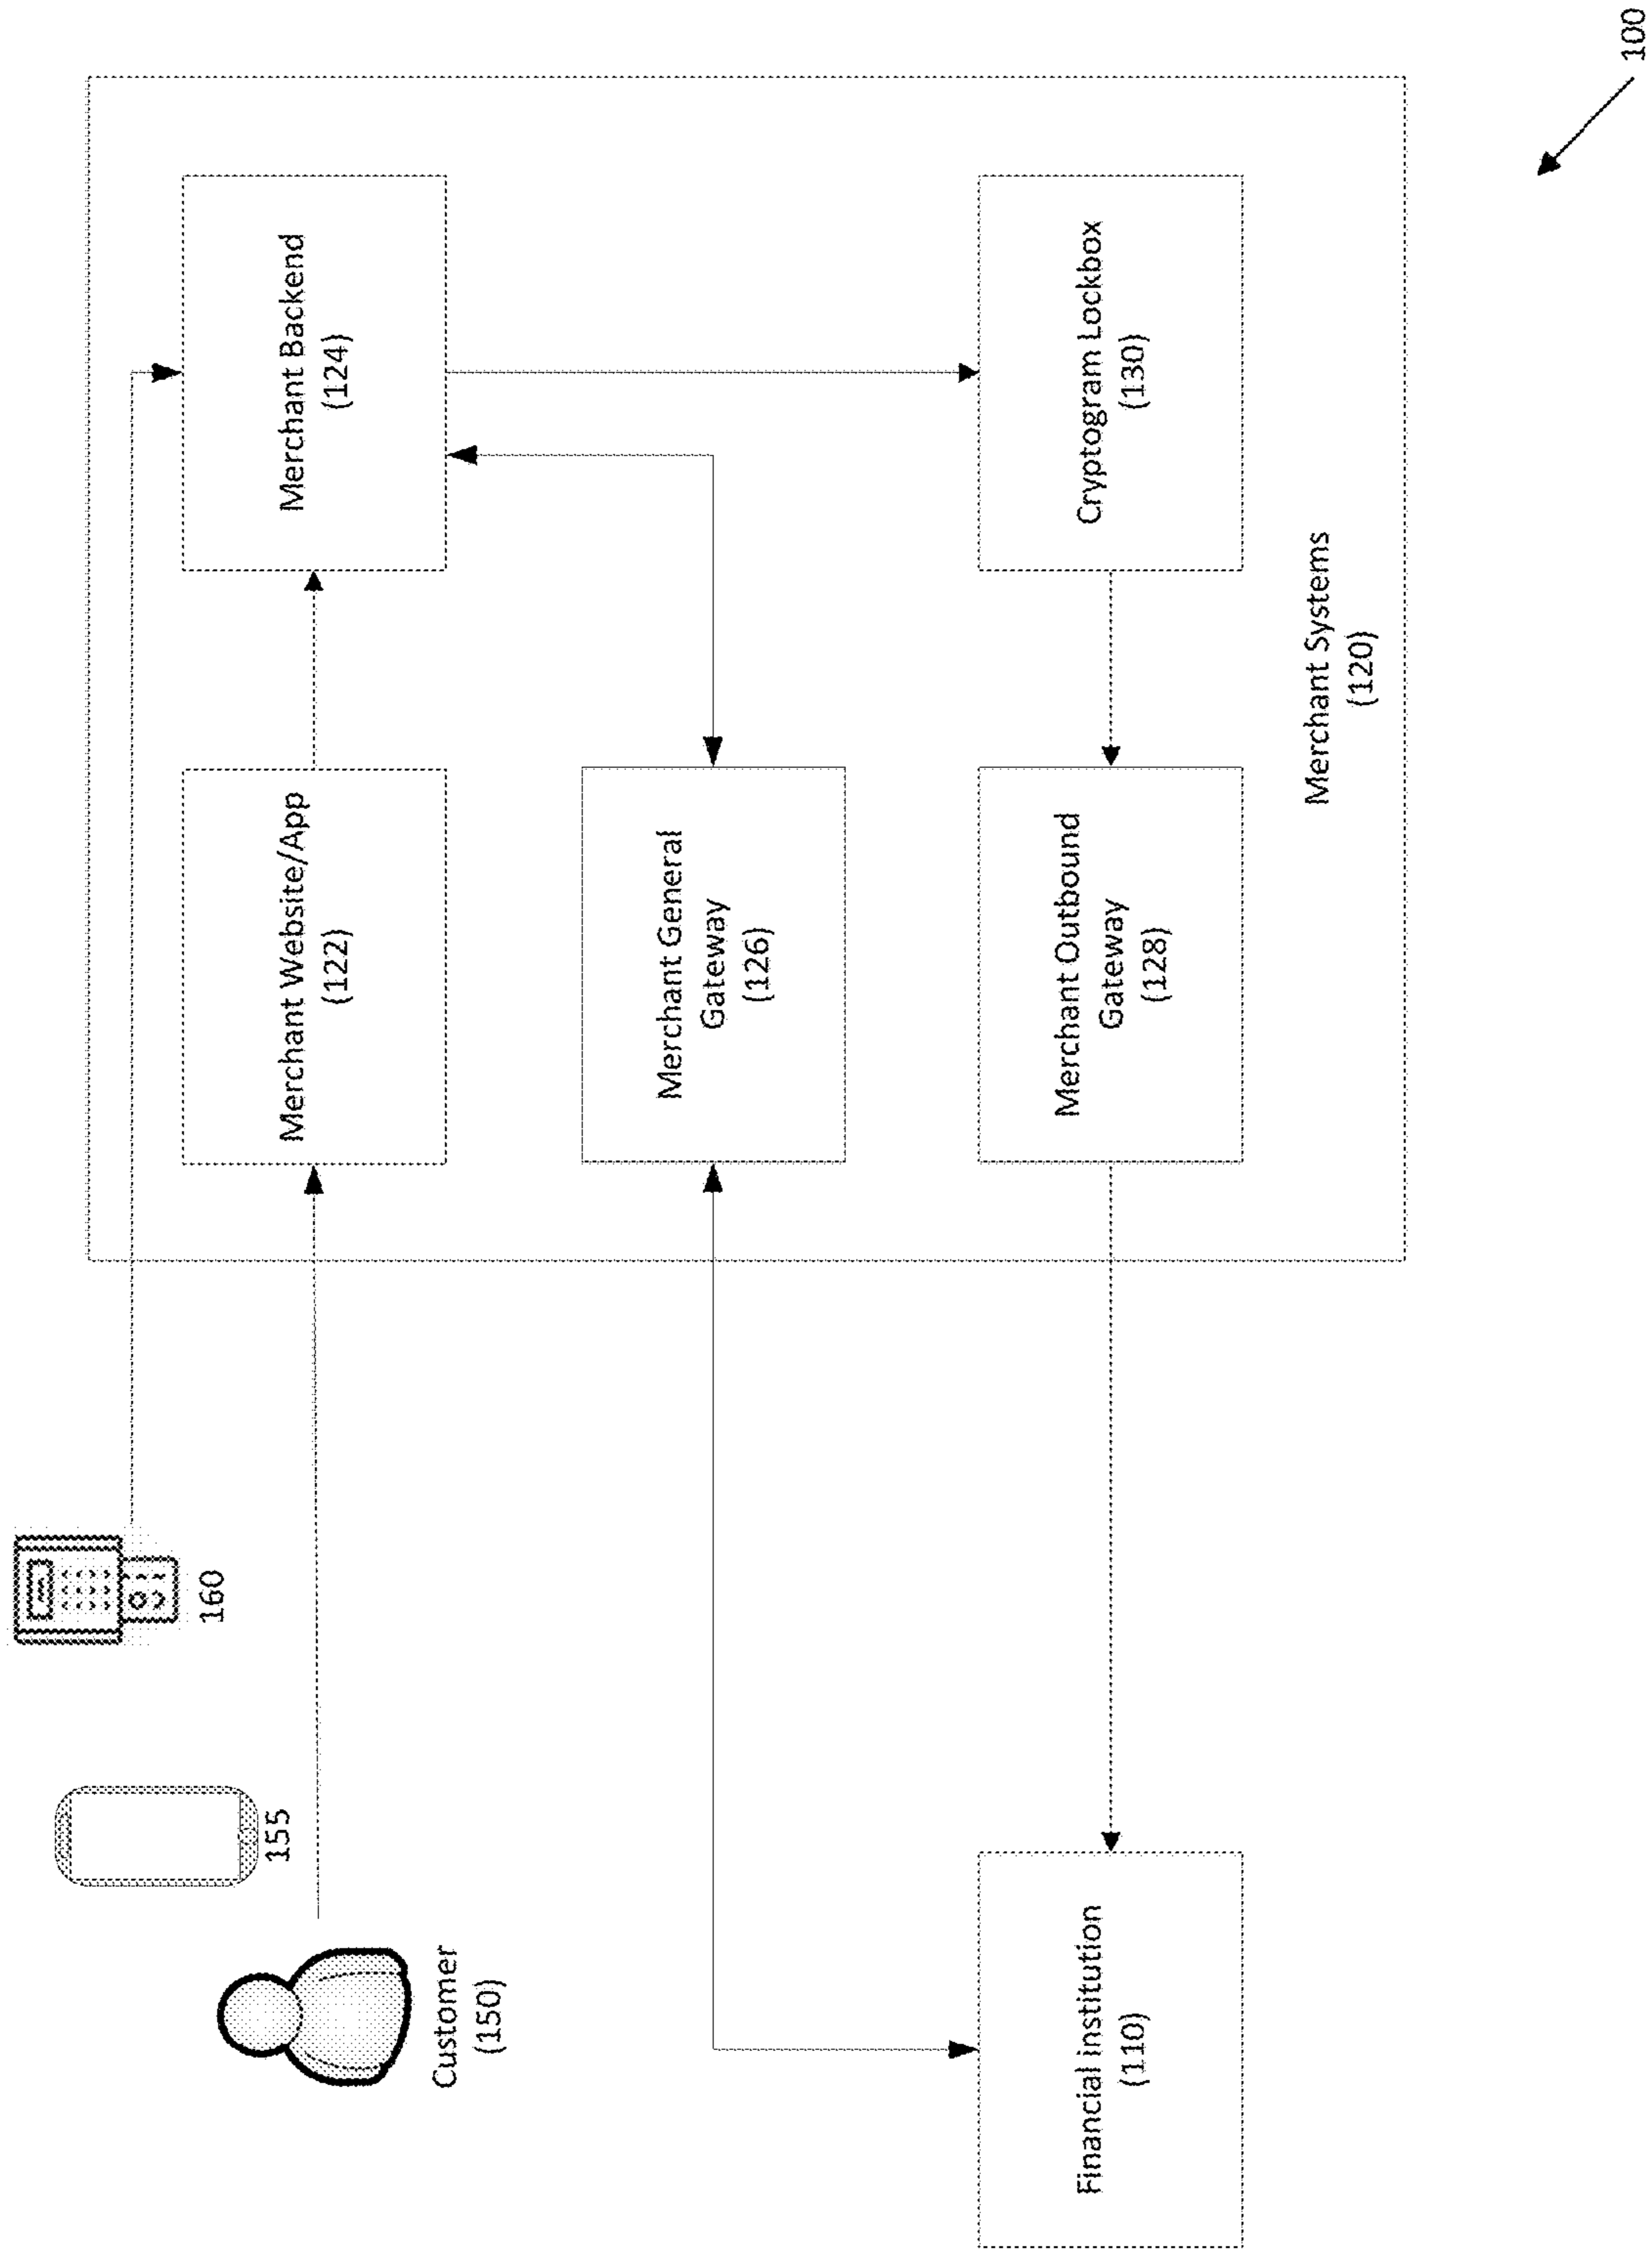 160
155
Customer
(150)
Merchant Website/App
(122)
Merchant Backend
(124)
Merchant General
Gateway
(126)
Financial institution
(110)
Merchant Outbound
Gateway
(128)
Cryptogram Lockbox
(130)
Merchant Systems
(120)
100